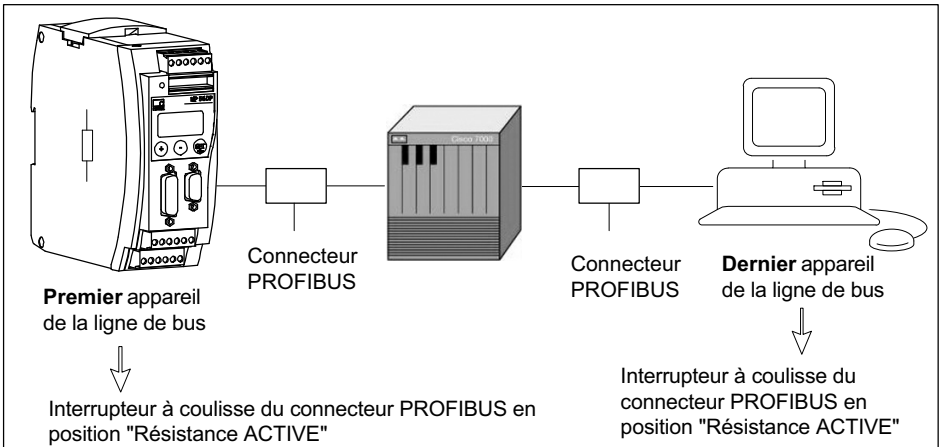 Cisco 7000
Connecteur
PROFIBUS
Connecteur
PROFIBUS
Premier appareil
de la ligne de bus
Dernier appareil
de la ligne de bus
Interrupteur à coulisse du connecteur PROFIBUS en
position "Résistance ACTIVE"
Interrupteur à coulisse du
connecteur PROFIBUS en
position "Résistance ACTIVE"